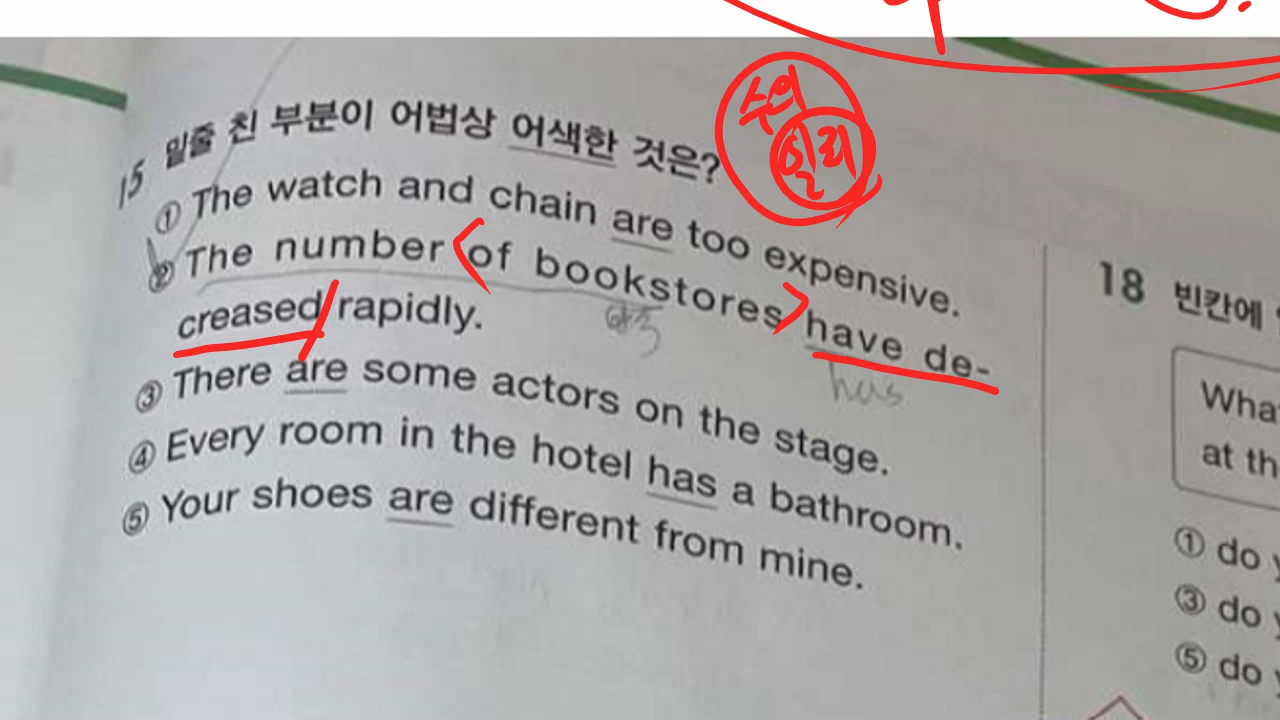 수의
일치
15 밑줄 친 부분이 어법상 어색한 것은?
① The watch and chain are too expensive.
② The number of bookstores have de-
creased rapidly.
has
③ There are some actors on the stage.
④ Every room in the hotel has a bathroom.
⑤ Your shoes are different from mine.
18 빈칸에
Wha
at th
① do y
③ do y
⑤ do y